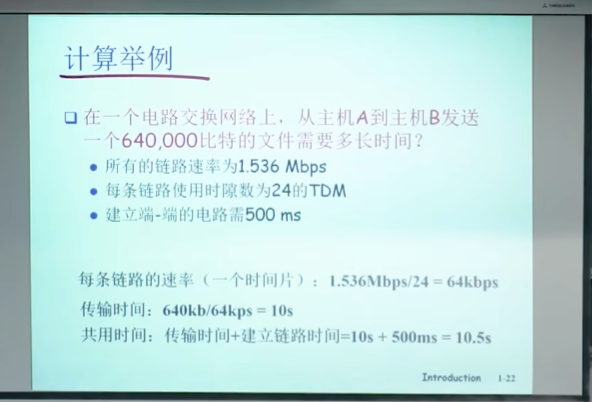 计算举例
在一个电路交换网络上，从主机A到主机B发送
一个640,000比特的文件需要多长时间？
所有的链路速率为1.536 Mbps
每条链路使用时隙数为24的TDM
建立端-端的电路需500 ms
每条链路的速率（一个时间片）：1.536Mbps/24 = 64kbps
传输时间：640kb/64kps = 10s
共用时间：传输时间+建立链路时间=10s + 500ms = 10.5s
Introduction 1-22